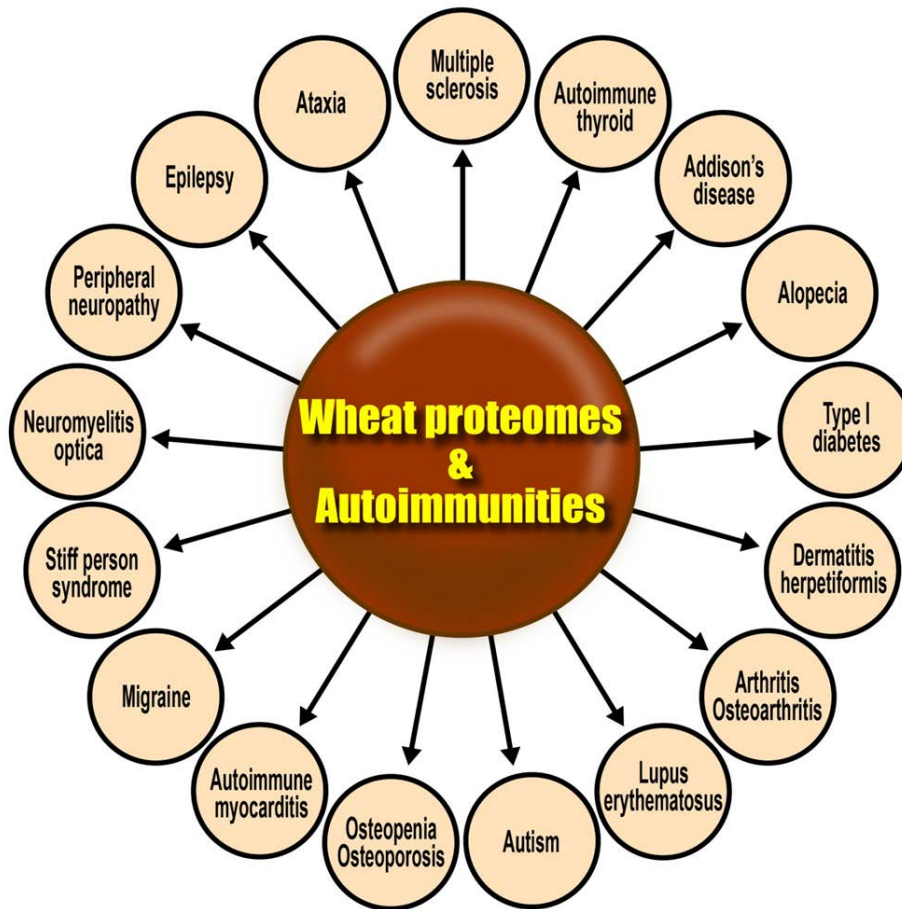 Multiple
sclerosis
Autoimmune
thyroid
Addison's
disease
Alopecia
Type I
diabetes
Dermatitis
herpetiformis
Arthritis
Osteoarthritis
Lupus
erythematosus
Autism
Osteopenia
Osteoporosis
Autoimmune
myocarditis
Migraine
Stiff person
syndrome
Neuromyelitis
optica
Peripheral
neuropathy
Epilepsy
Ataxia
Wheat proteomes
&
Autoimmunities